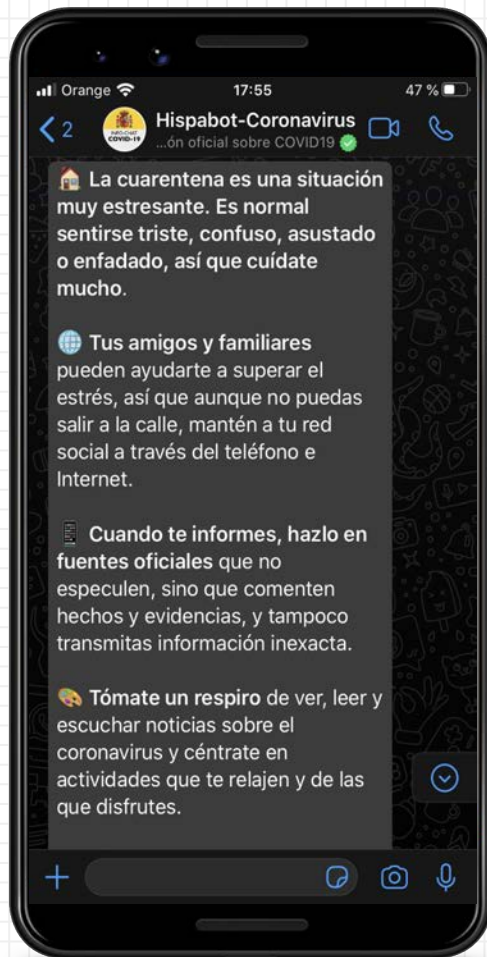 Orange 17:55 47 %
2 Hispabot-Coronavirus
INFO-CHAT
COVID-19
...ón oficial sobre COVID19
🏠 La cuarentena es una situación
muy estresante. Es normal
sentirse triste, confuso, asustado
o enfadado, así que cuídate
mucho.
🌐 Tus amigos y familiares
pueden ayudarte a superar el
estrés, así que aunque no puedas
salir a la calle, mantén a tu red
social a través del teléfono e
Internet.
📱 Cuando te informes, hazlo en
fuentes oficiales que no
especulen, sino que comenten
hechos y evidencias, y tampoco
transmitas información inexacta.
🎨 Tómate un respiro de ver, leer y
escuchar noticias sobre el
coronavirus y céntrate en
actividades que te relajen y de las
que disfrutes.